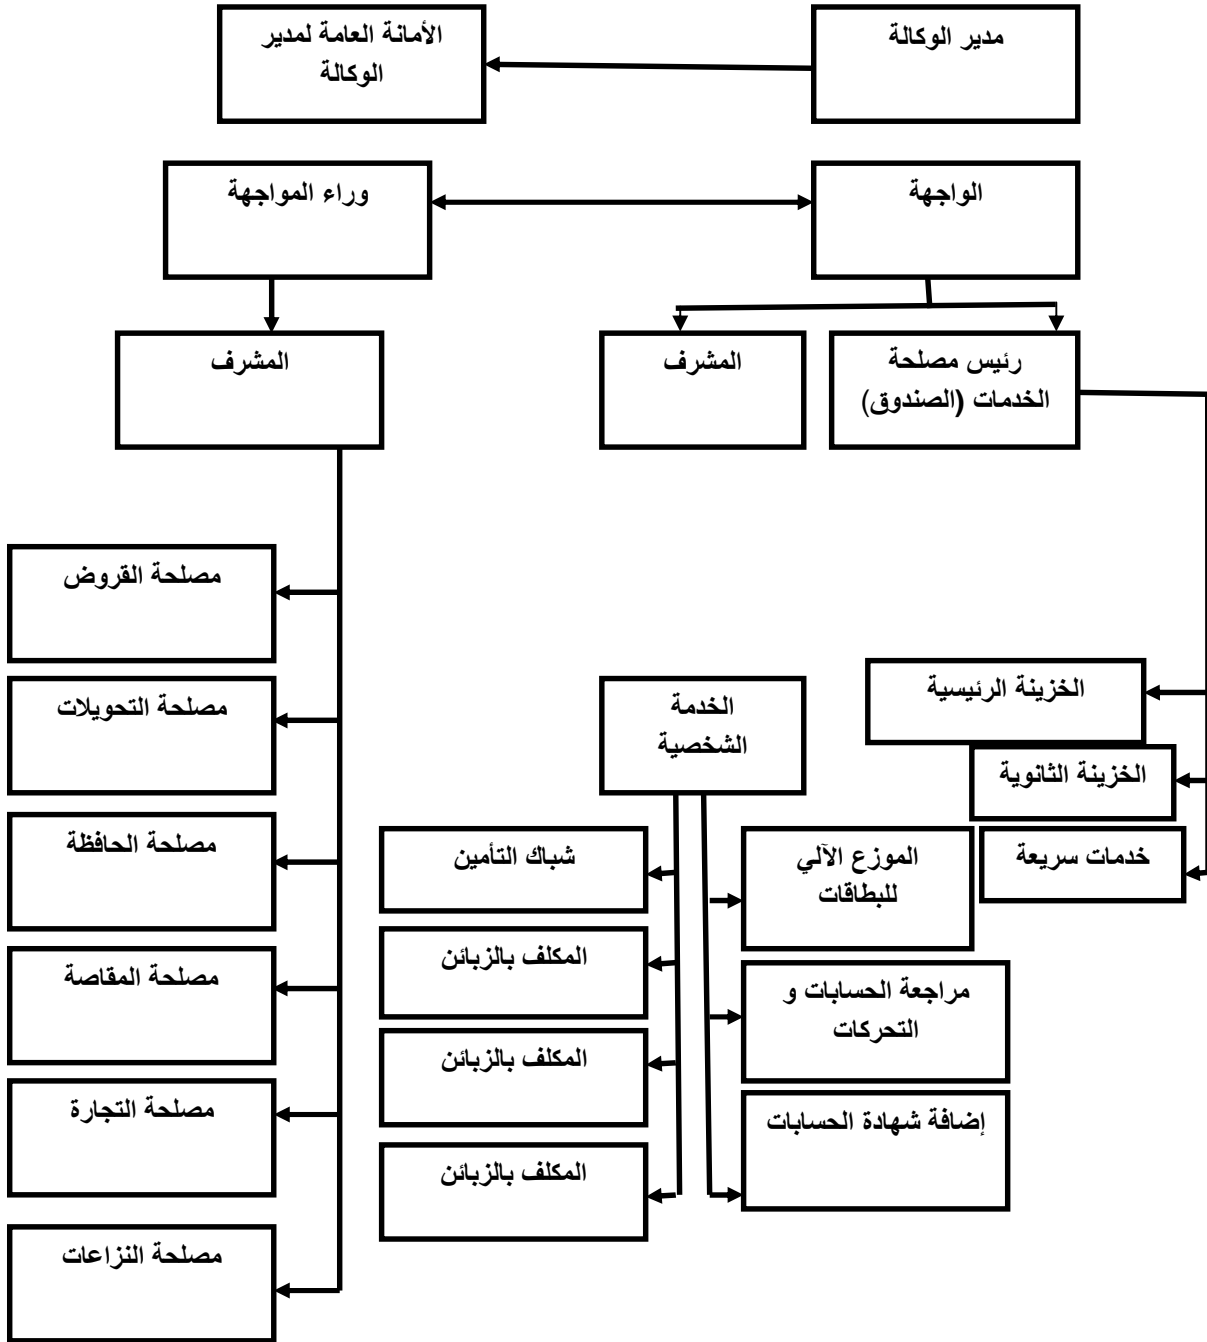 مدير الوكالة
الأمانة العامة لمدير
الوكالة
الواجهة
وراء المواجهة
رئيس مصلحة
الخدمات (الصندوق)
المشرف
المشرف
مصلحة القروض
الخزينة الرئيسية
الخدمة
الشخصية
مصلحة التحويلات
الخزينة الثانوية
خدمات سريعة
الموزع الآلي
للبطاقات
شباك التأمين
مصلحة الحافظة
المكلف بالزبائن
مراجعة الحسابات و
التحركات
مصلحة المقاصة
المكلف بالزبائن
إضافة شهادة الحسابات
مصلحة التجارة
المكلف بالزبائن
مصلحة النزاعات